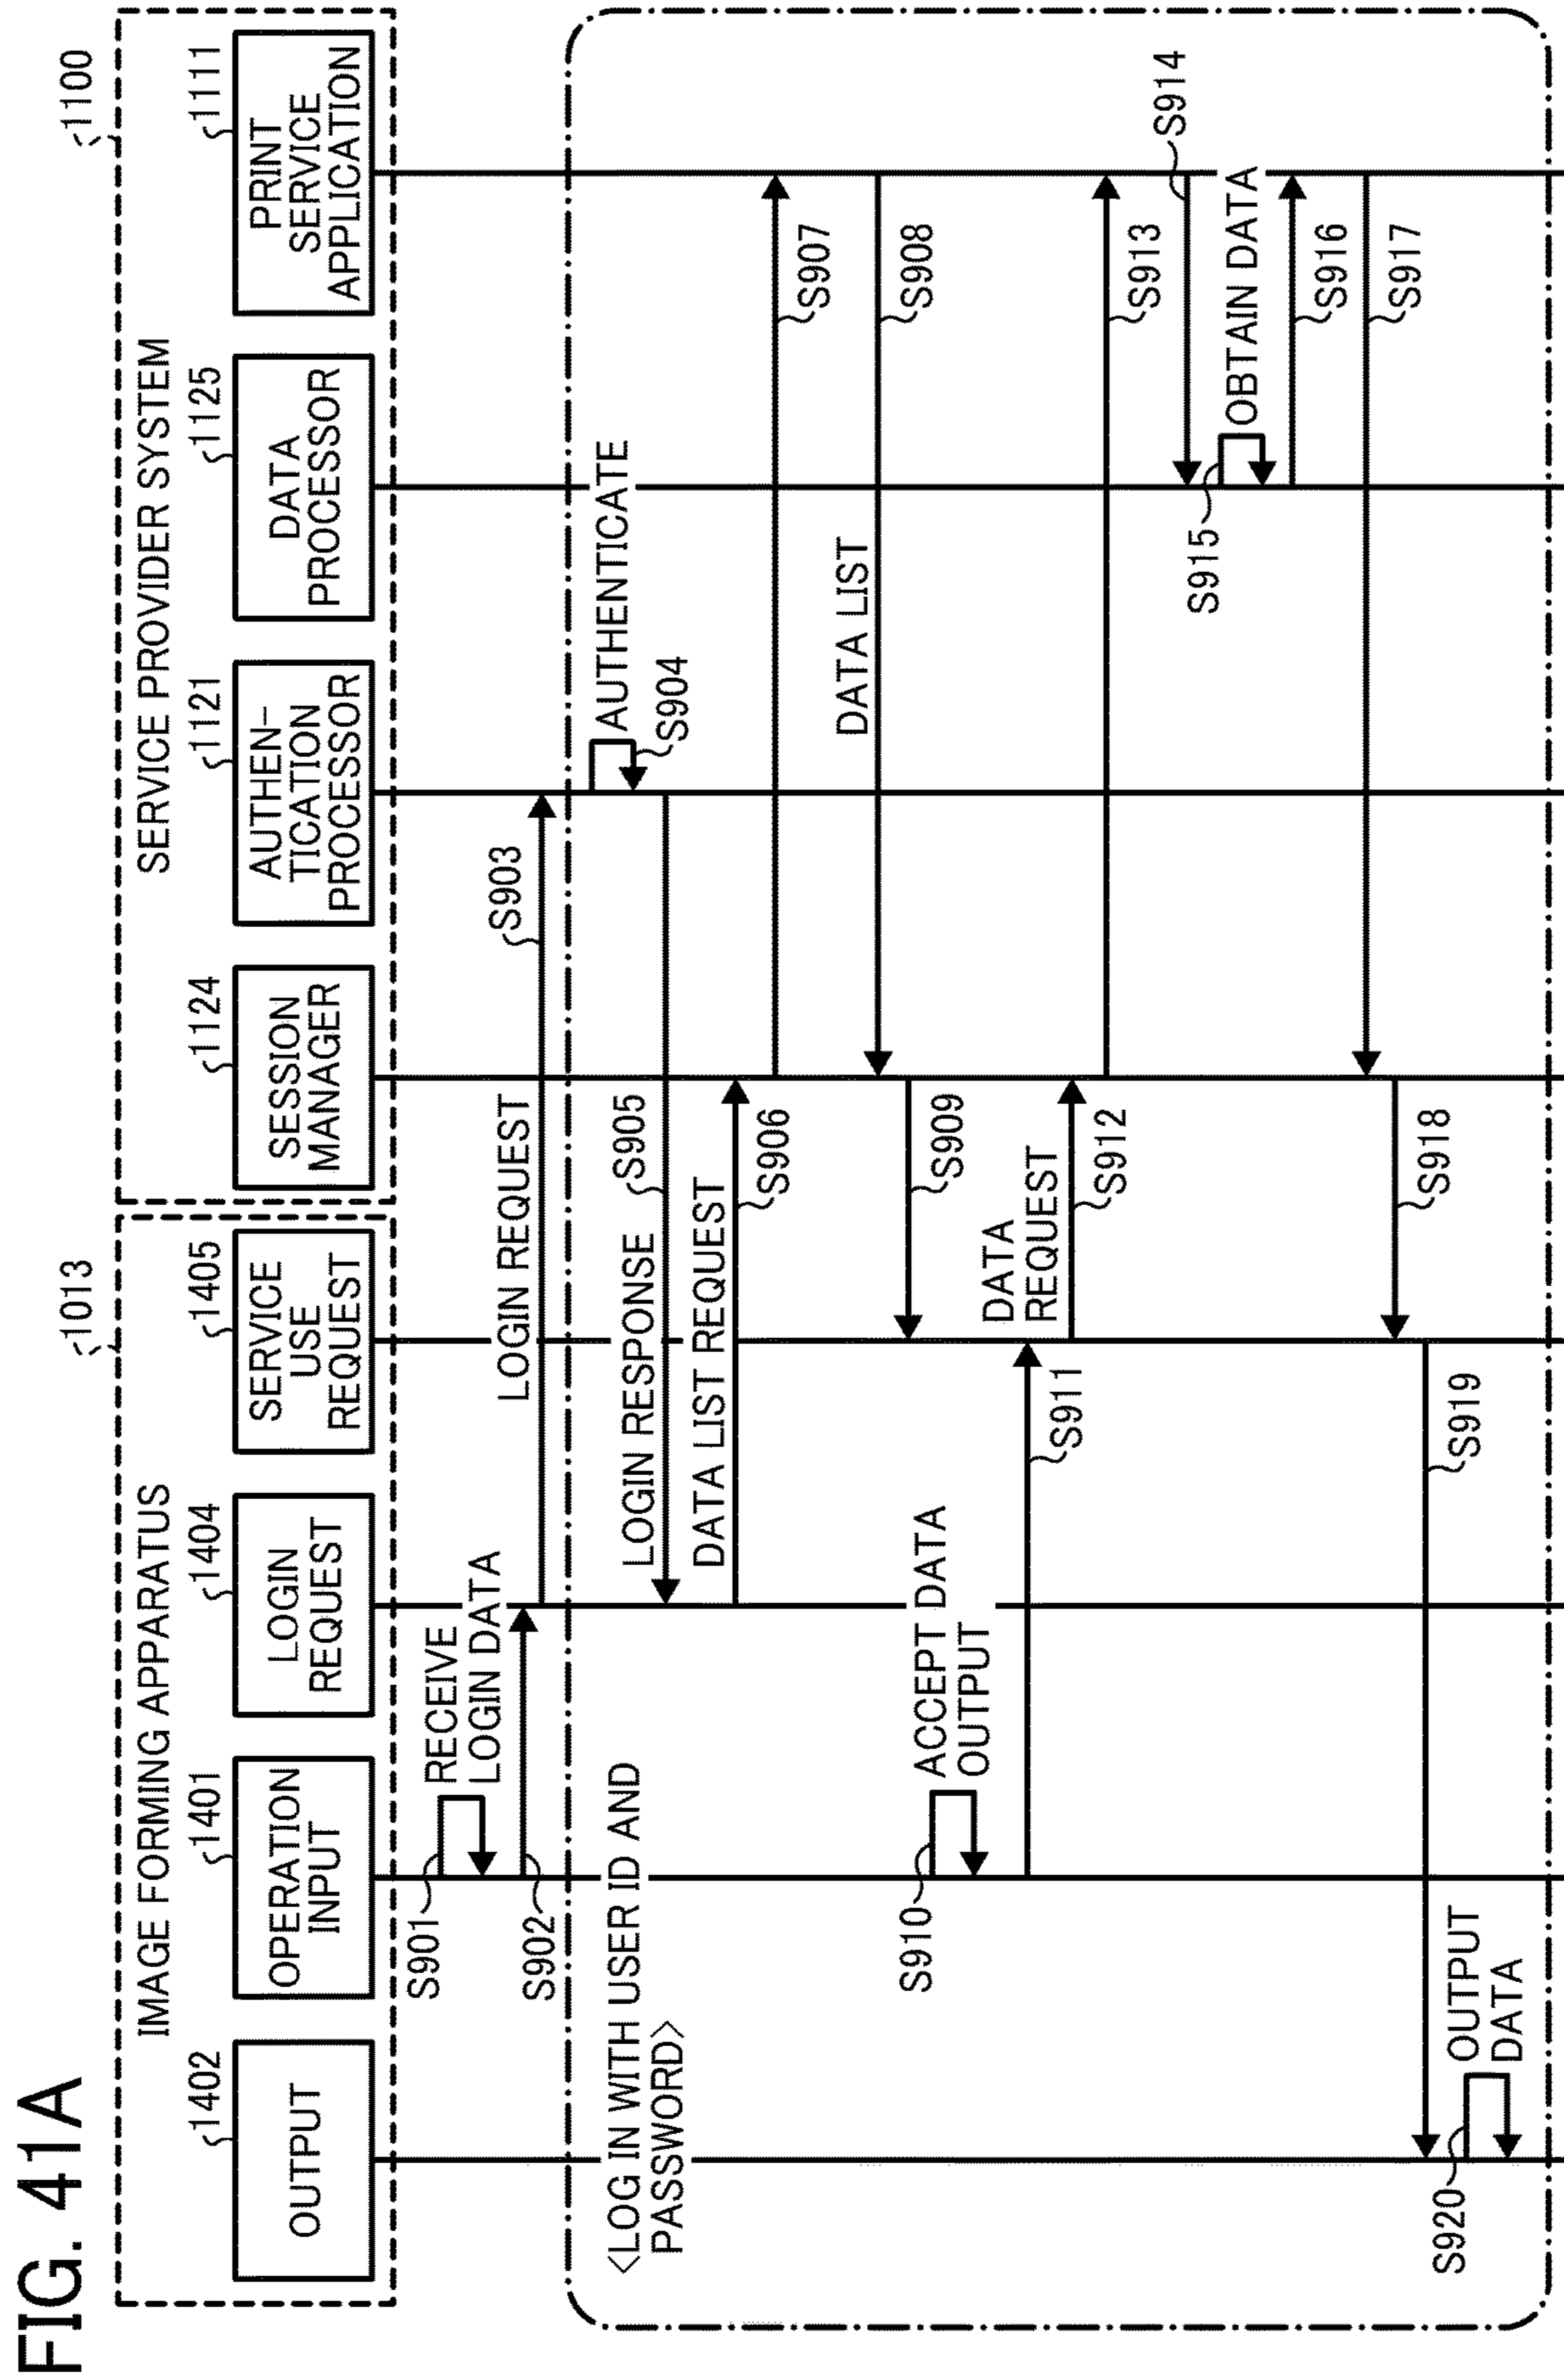 FIG. 41A
IMAGE FORMING APPARATUS
1013
SERVICE PROVIDER SYSTEM
1100
1402
OUTPUT
1401
OPERATION
INPUT
1404
LOGIN
REQUEST
1405
SERVICE
USE
REQUEST
1124
SESSION
MANAGER
1121
AUTHEN-
TICATION
PROCESSOR
1125
DATA
PROCESSOR
1111
PRINT
SERVICE
APPLICATION
S901
RECEIVE
LOGIN DATA
S902
LOGIN REQUEST
S903
<LOG IN WITH USER ID AND
PASSWORD>
AUTHENTICATE
S904
LOGIN RESPONSE
S905
DATA LIST REQUEST
S906
S907
DATA LIST
S908
S909
S910
ACCEPT DATA
OUTPUT
S911
DATA
REQUEST
S912
S913
S914
S915
OBTAIN DATA
S916
S917
S918
S919
S920
OUTPUT
DATA